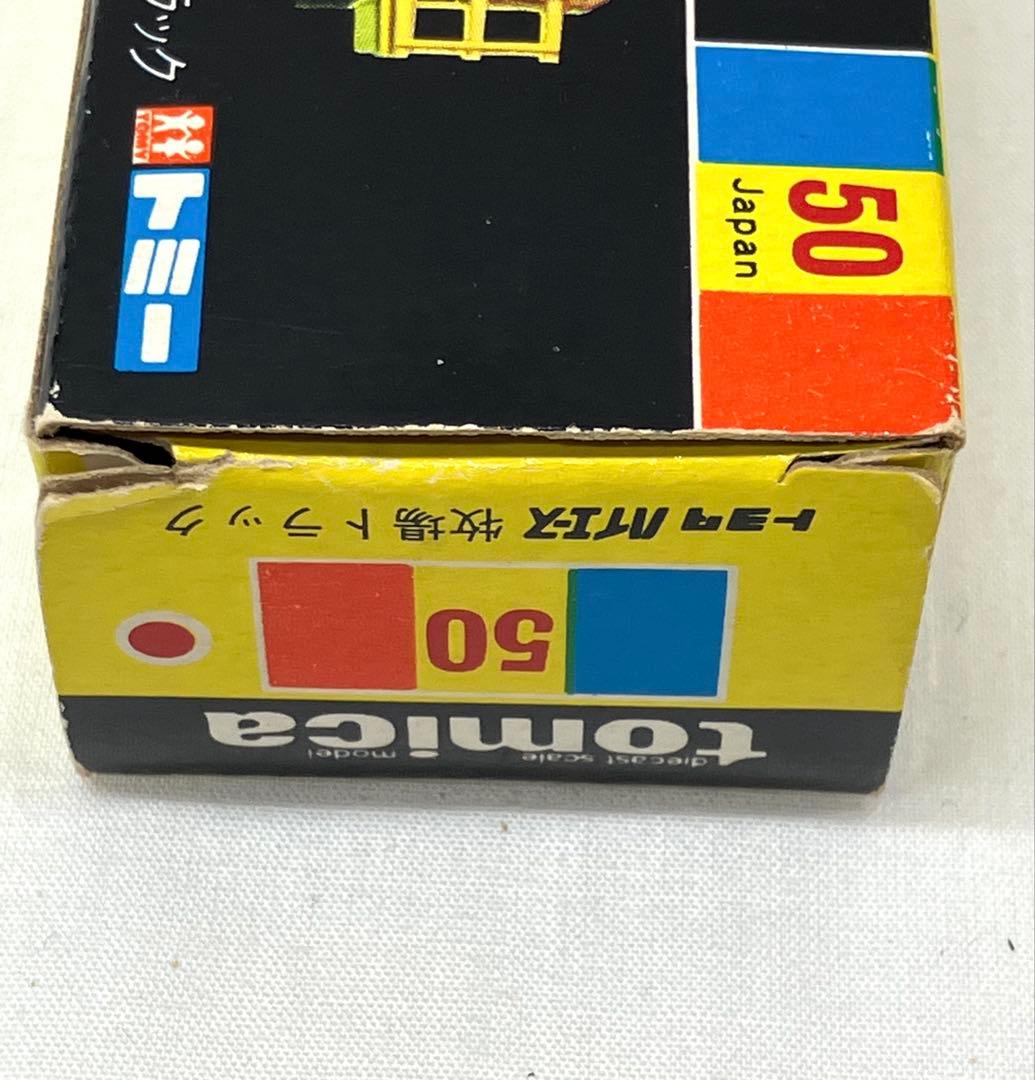 ラック
TOMY
トミー
50
Japan
トヨタ ハイエース 牧場トラック
50
tomica
diecast scale model